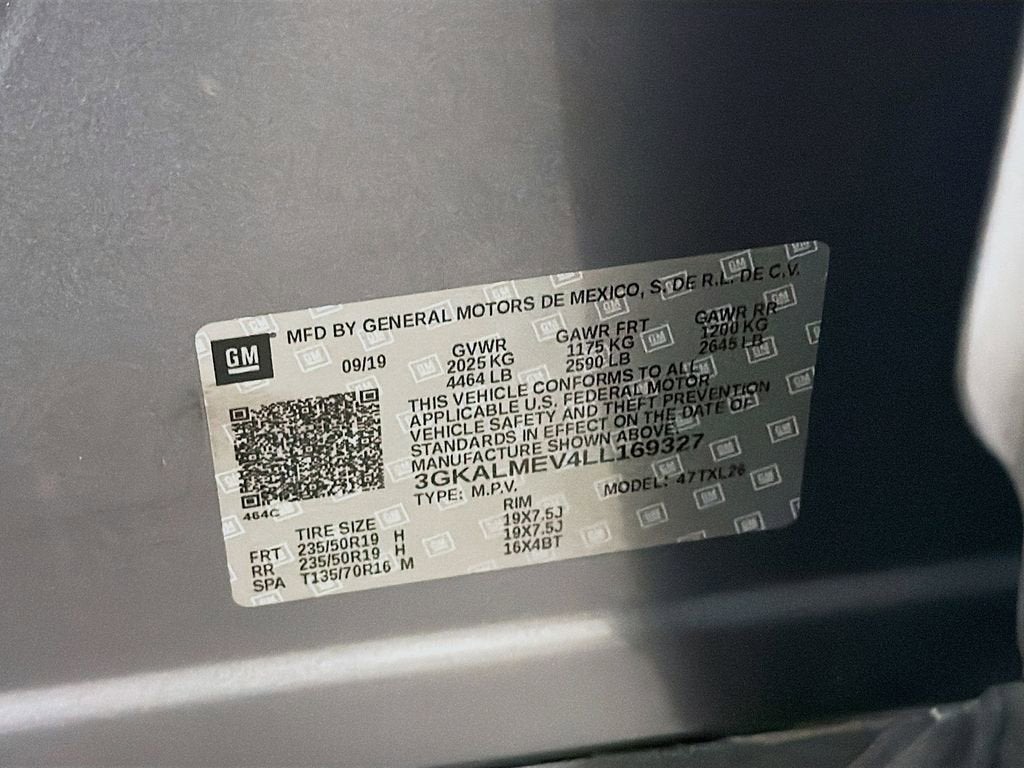 GM
MFD BY GENERAL MOTORS DE MEXICO, S. DE R.L. DE C.V.
09/19
GVWR GAWR FRT GAWR RR
2025 KG 1175 KG 1200 KG
4464 LB 2590 LB 2645 LB
THIS VEHICLE CONFORMS TO ALL
APPLICABLE U.S. FEDERAL MOTOR
VEHICLE SAFETY AND THEFT PREVENTION
STANDARDS IN EFFECT ON THE DATE OF
MANUFACTURE SHOWN ABOVE.
3GKALMEV4LL169327
TYPE: M.P.V. MODEL: 47TXL26
464C
TIRE SIZE RIM
FRT 235/50R19 H 19X7.5J
RR 235/50R19 H 19X7.5J
SPA T135/70R16 M 16X4BT